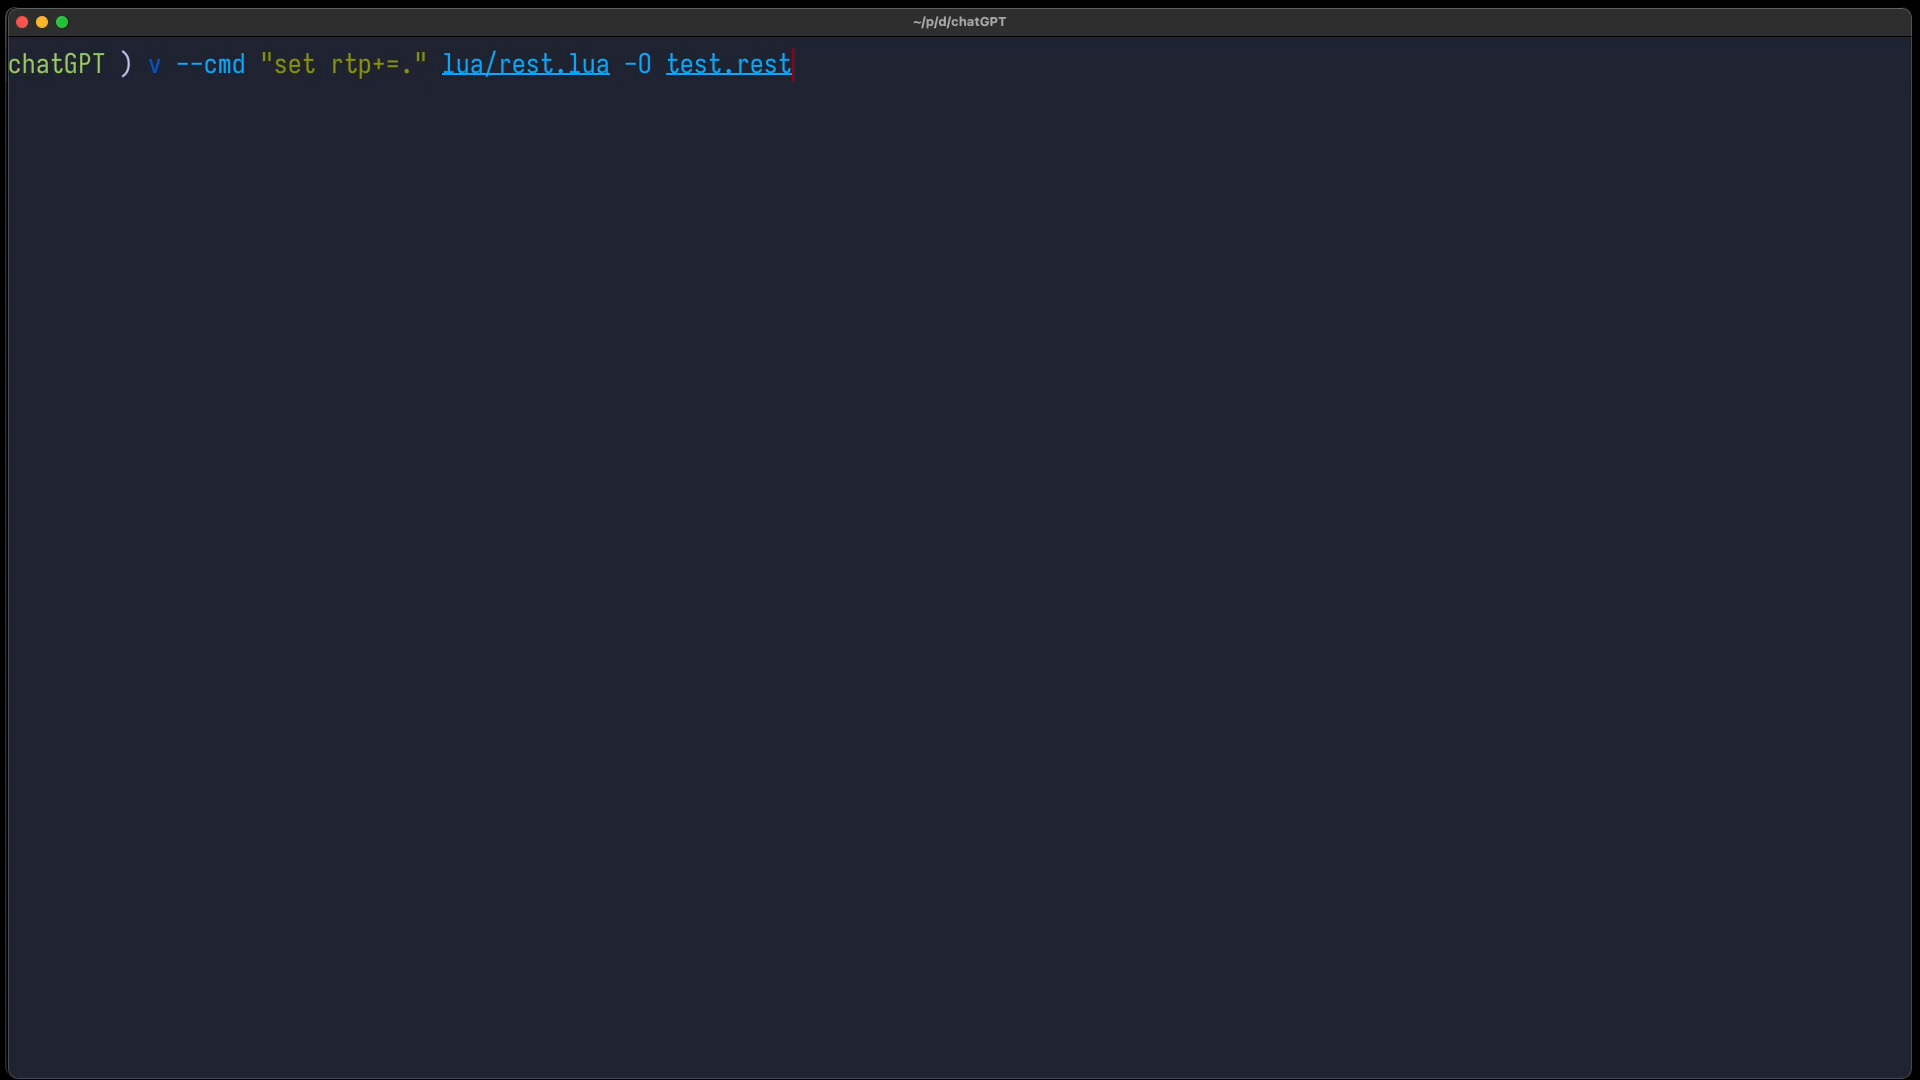 ~/p/d/chatGPT
chatGPT ) v --cmd "set rtp+=." lua/rest.lua -O test.rest